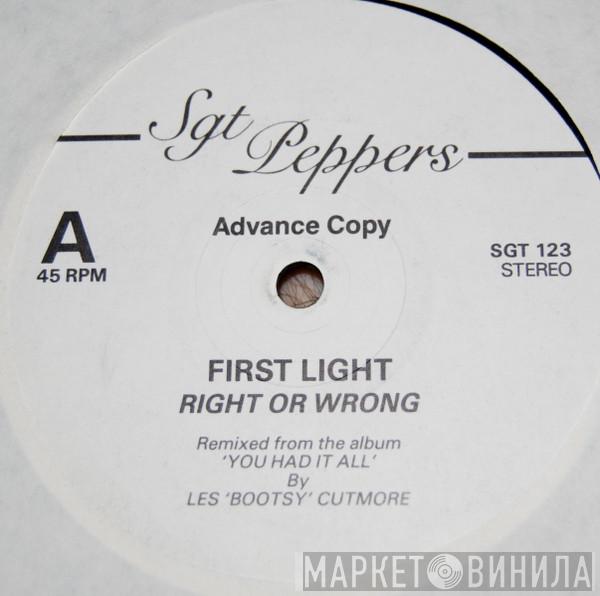 Sgt
Peppers
Advance Copy
A
45 RPM
SGT 123
STEREO
FIRST LIGHT
RIGHT OR WRONG
Remixed from the album
'YOU HAD IT ALL'
By
LES 'BOOTSY' CUTMORE
МАРКЕТ ВИНИЛА